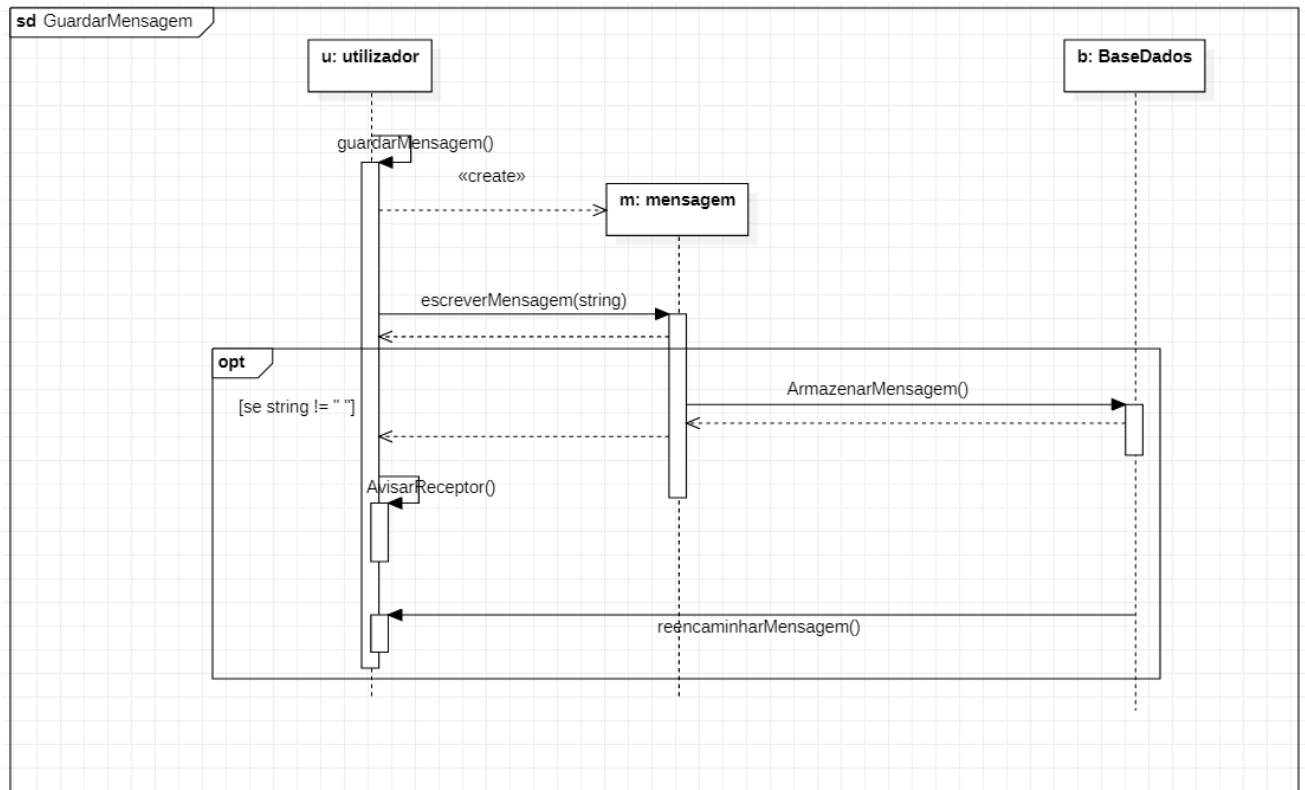 sd GuardarMensagem
u: utilizador
b: BaseDados
guardarMensagem()
«create»
m: mensagem
escreverMensagem(string)
opt
ArmazenarMensagem()
[se string != " "]
AvisarReceptor()
reencaminharMensagem()